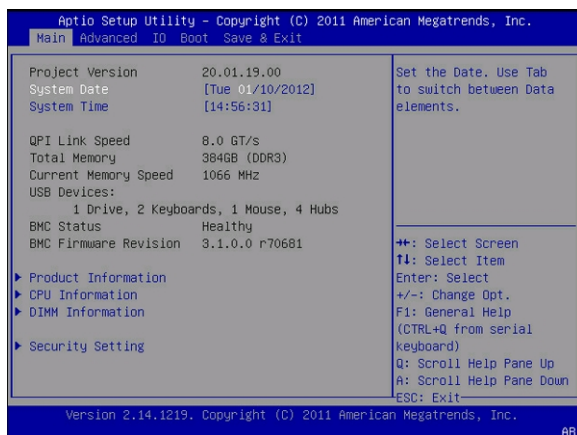 Aptio Setup Utility – Copyright (C) 2011 American Megatrends, Inc.
Main Advanced IO Boot Save & Exit
Project Version 20.01.19.00
System Date [Tue 01/10/2012]
System Time [14:56:31]
QPI Link Speed 8.0 GT/s
Total Memory 384GB (DDR3)
Current Memory Speed 1066 MHz
USB Devices:
1 Drive, 2 Keyboards, 1 Mouse, 4 Hubs
BMC Status Healthy
BMC Firmware Revision 3.1.0.0 r70681
▶ Product Information
▶ CPU Information
▶ DIMM Information
▶ Security Setting
Set the Date. Use Tab
to switch between Data
elements.
→←: Select Screen
↑↓: Select Item
Enter: Select
+/-: Change Opt.
F1: General Help
(CTRL+Q from serial
keyboard)
Q: Scroll Help Pane Up
A: Scroll Help Pane Down
ESC: Exit
Version 2.14.1219. Copyright (C) 2011 American Megatrends, Inc.
AB